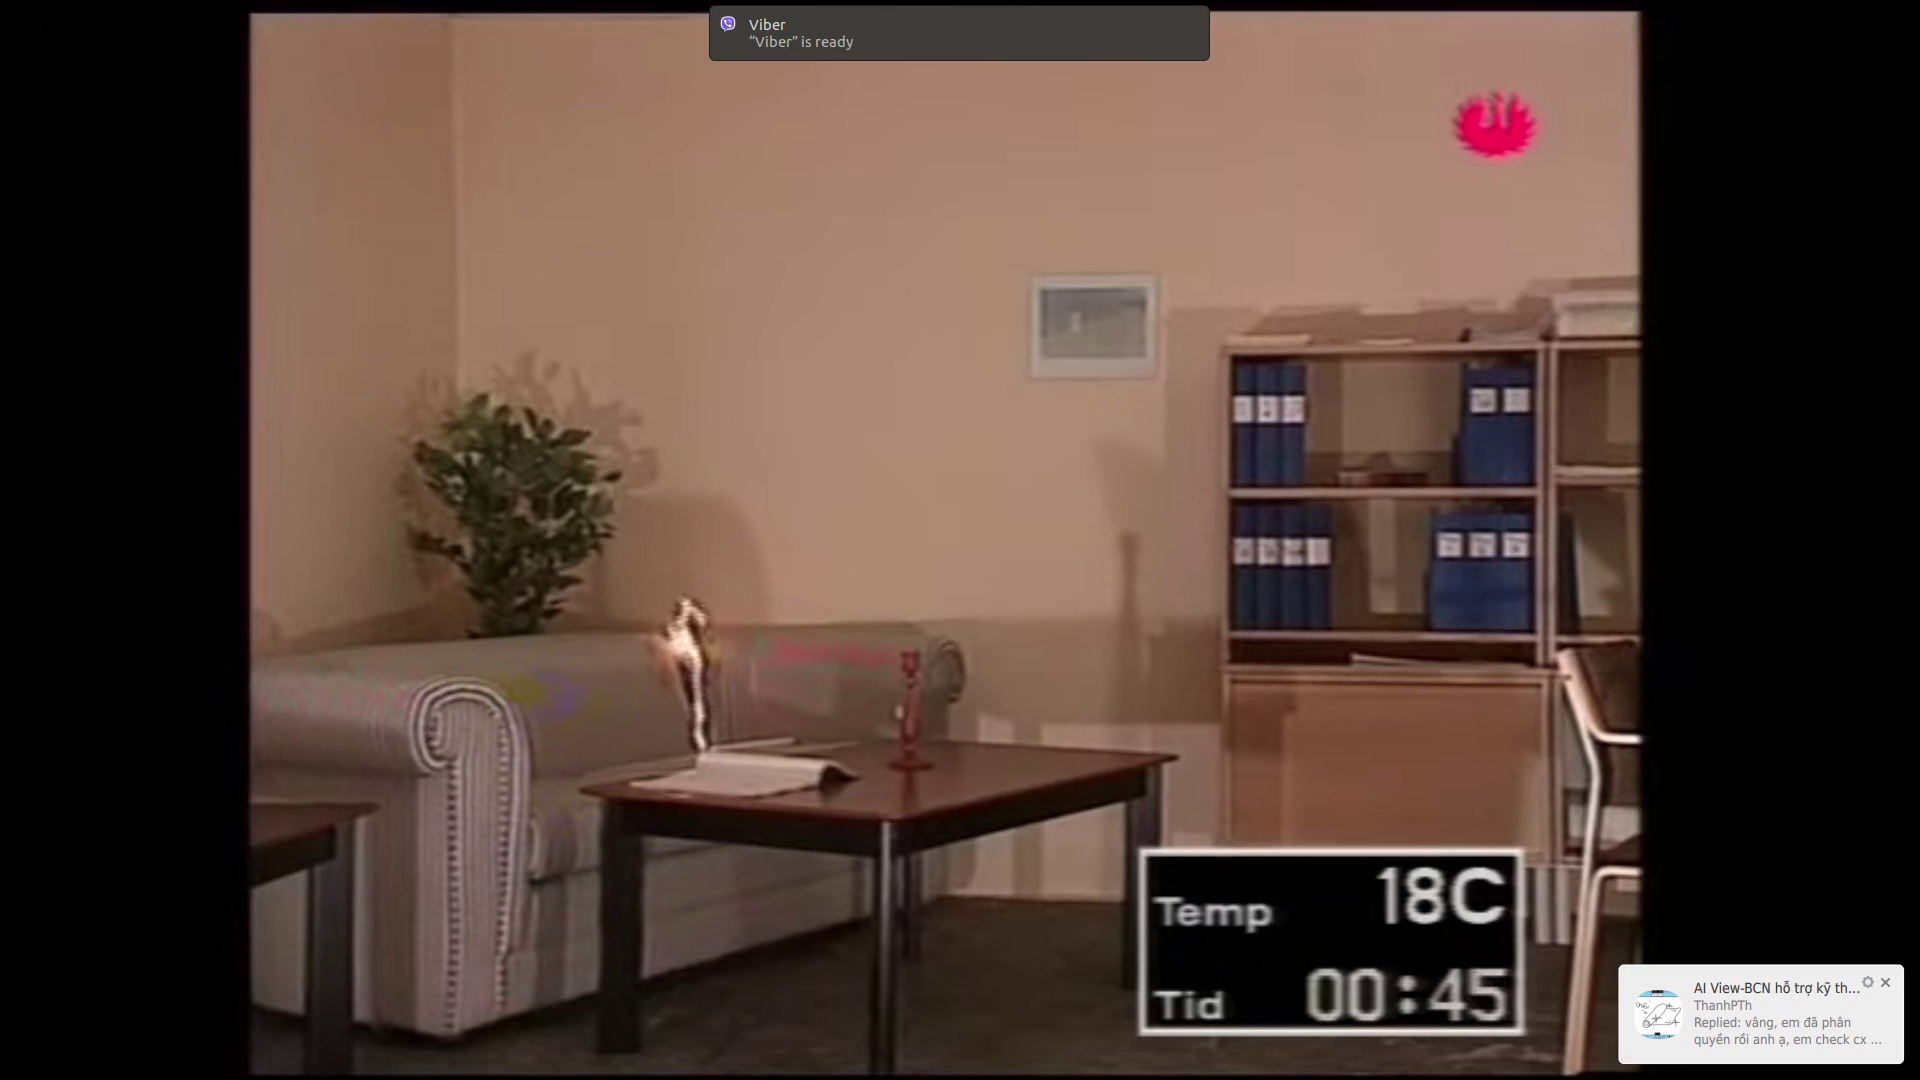 Viber
“Viber” is ready
Temp 18C
Tid 00:45
AI View-BCN hỗ trợ kỹ th...
ThanhPTh
Replied: vâng, em đã phân
quyền rồi anh ạ, em check cx ...